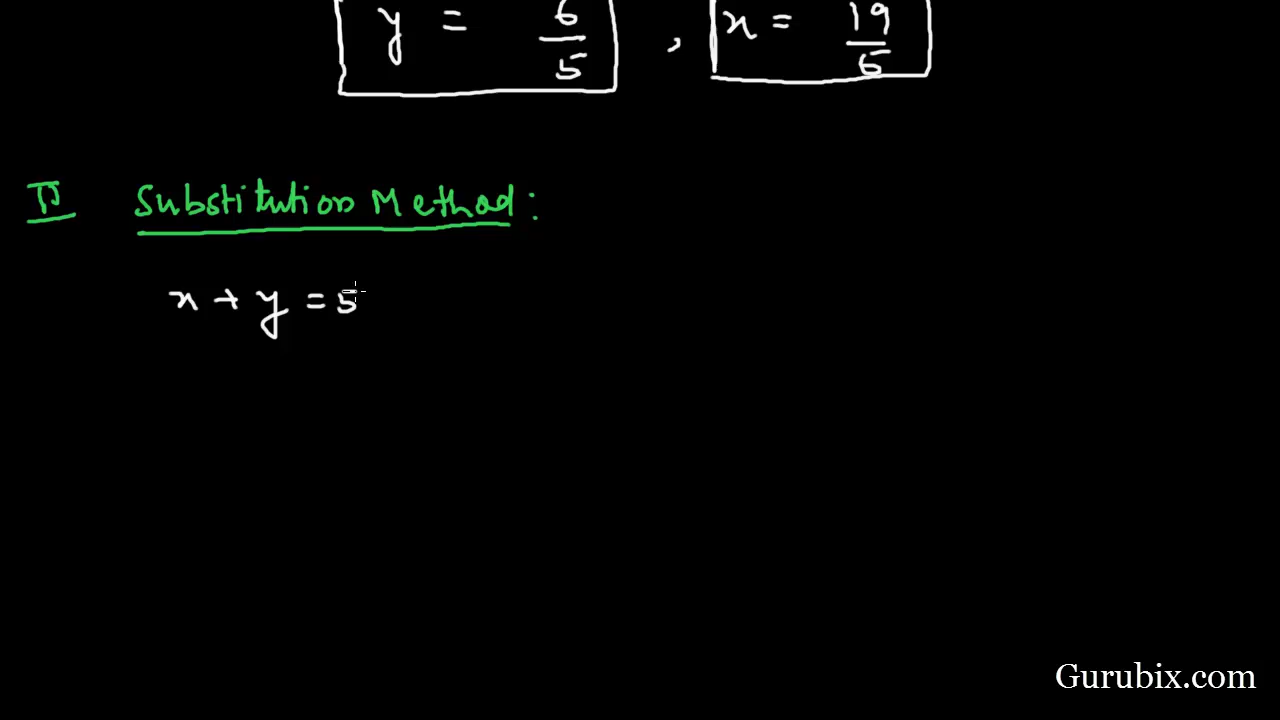 y = 6/5 , x = 19/5
II Substitution Method:
x + y = 5
Gurubix.com